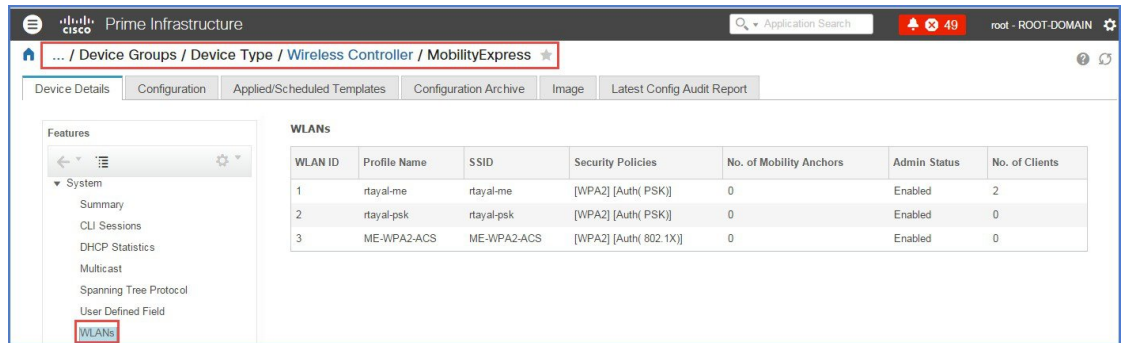 cisco Prime Infrastructure
Application Search
49
root - ROOT-DOMAIN
... / Device Groups / Device Type / Wireless Controller / MobilityExpress
Device Details Configuration Applied/Scheduled Templates Configuration Archive Image Latest Config Audit Report
Features
System
Summary
CLI Sessions
DHCP Statistics
Multicast
Spanning Tree Protocol
User Defined Field
WLANs
WLANs
WLAN ID Profile Name SSID Security Policies No. of Mobility Anchors Admin Status No. of Clients
1 rtayal-me rtayal-me [WPA2] [Auth( PSK)] 0 Enabled 2
2 rtayal-psk rtayal-psk [WPA2] [Auth( PSK)] 0 Enabled 0
3 ME-WPA2-ACS ME-WPA2-ACS [WPA2] [Auth( 802.1X)] 0 Enabled 0